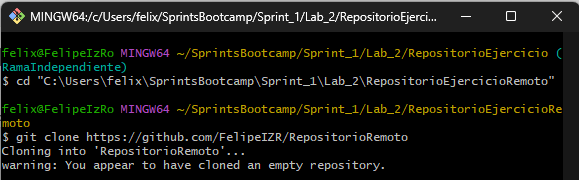 MINGW64:/c/Users/felix/SprintsBootcamp/Sprint_1/Lab_2/RepositorioEjerci...
felix@FelipeIzRo MINGW64 ~/SprintsBootcamp/Sprint_1/Lab_2/RepositorioEjercicio (
RamaIndependiente)
$ cd "C:\Users\felix\SprintsBootcamp\Sprint_1\Lab_2\RepositorioEjercicioRemoto"
felix@FelipeIzRo MINGW64 ~/SprintsBootcamp/Sprint_1/Lab_2/RepositorioEjercicioRe
moto
$ git clone https://github.com/FelipeIZR/RepositorioRemoto
Cloning into 'RepositorioRemoto'...
warning: You appear to have cloned an empty repository.